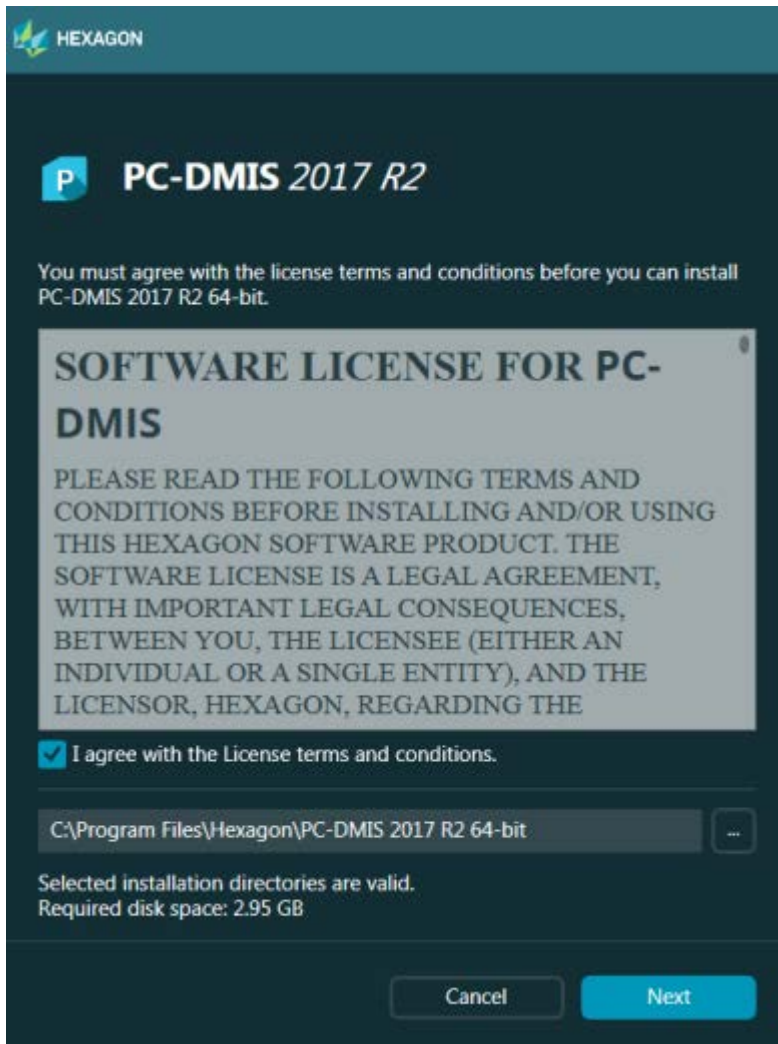 HEXAGON
P
PC-DMIS 2017 R2
You must agree with the license terms and conditions before you can install
PC-DMIS 2017 R2 64-bit.
SOFTWARE LICENSE FOR PC-
DMIS
PLEASE READ THE FOLLOWING TERMS AND
CONDITIONS BEFORE INSTALLING AND/OR USING
THIS HEXAGON SOFTWARE PRODUCT. THE
SOFTWARE LICENSE IS A LEGAL AGREEMENT,
WITH IMPORTANT LEGAL CONSEQUENCES,
BETWEEN YOU, THE LICENSEE (EITHER AN
INDIVIDUAL OR A SINGLE ENTITY), AND THE
LICENSOR, HEXAGON, REGARDING THE
I agree with the License terms and conditions.
C:\Program Files\Hexagon\PC-DMIS 2017 R2 64-bit
...
Selected installation directories are valid.
Required disk space: 2.95 GB
Cancel
Next